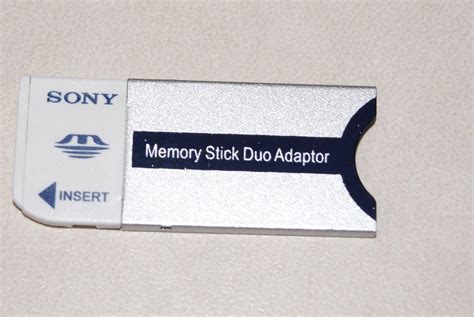 SONY
Memory Stick Duo Adaptor
INSERT